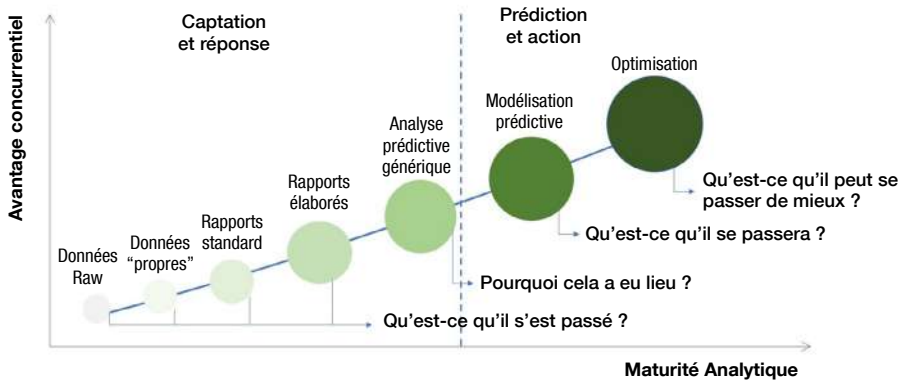 Captation
et réponse
Prédiction
et action
Avantage concurrentiel
Données
Raw
Données
“propres”
Rapports
standard
Rapports
élaborés
Analyse
prédictive
générique
Modélisation
prédictive
Optimisation
Qu’est-ce qu’il peut se
passer de mieux ?
Qu’est-ce qu’il se passera ?
Pourquoi cela a eu lieu ?
Qu’est-ce qu’il s’est passé ?
Maturité Analytique